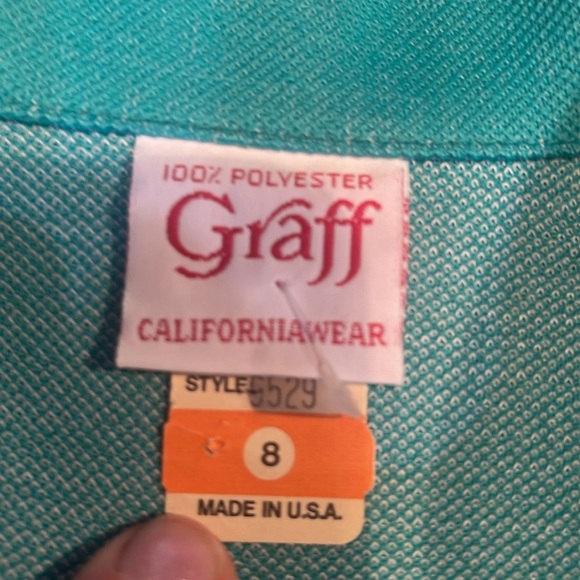 100% POLYESTER
Graff
CALIFORNIAWEAR
STYLE
8
MADE IN U.S.A.